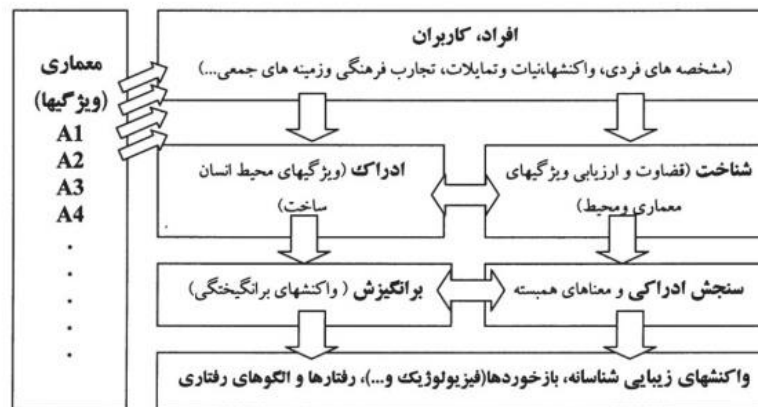 معماری
(ویژگیها)
A1
A2
A3
A4
.
.
.
.
.
افراد، کاربران
(مشخصه های فردی، واکنشها،نیات وتمایلات، تجارب فرهنگی وزمینه های جمعی...)
شناخت (قضاوت و ارزیابی ویژگیهای
معماری ومحیط)
ادراک (ویژگیهای محیط انسان
ساخت)
سنجش ادراکی و معناهای همبسته
برانگیزش ( واکنشهای برانگیختگی)
واکنشهای زیبایی شناسانه، بازخوردها(فیزیولوژیک و...)، رفتارها و الگوهای رفتاری